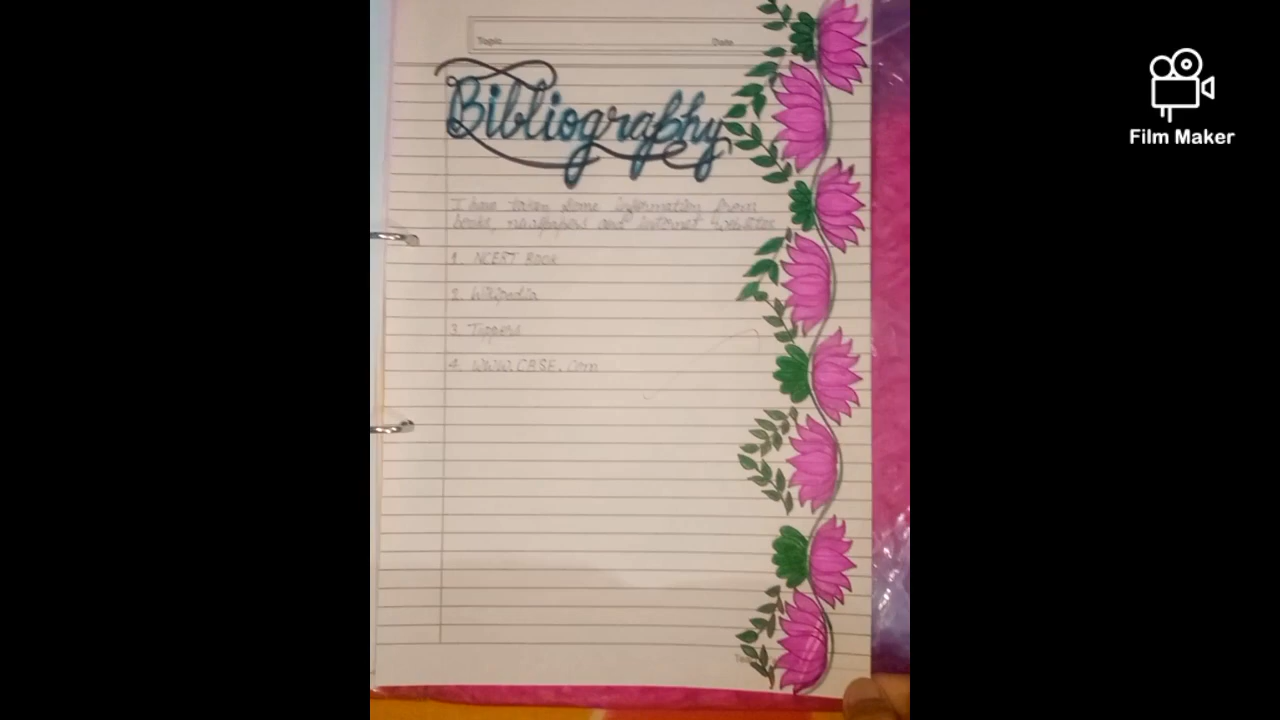 Topic Date
Bibliography
I have taken some information from
books, newspapers and internet websites
1. NCERT Book
2. Wikipedia
3. Toppers
4. www.CBSE.com
Film Maker